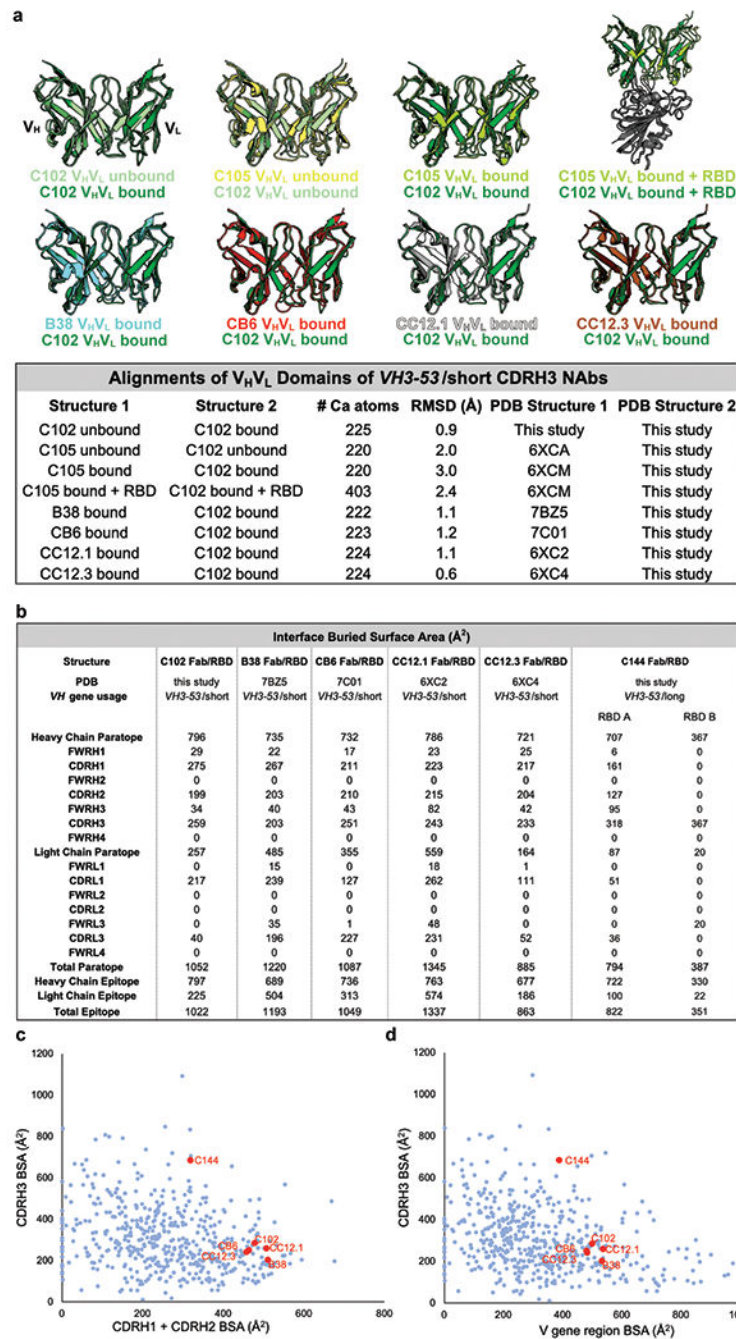 a
V_H V_L
C102 V_HV_L unbound
C102 V_HV_L bound
C105 V_HV_L unbound
C102 V_HV_L unbound
C105 V_HV_L bound
C102 V_HV_L bound
C105 V_HV_L bound + RBD
C102 V_HV_L bound + RBD
B38 V_HV_L bound
C102 V_HV_L bound
CB6 V_HV_L bound
C102 V_HV_L bound
CC12.1 V_HV_L bound
C102 V_HV_L bound
CC12.3 V_HV_L bound
C102 V_HV_L bound
Alignments of V_HV_L Domains of VH3-53/short CDRH3 NAbs
Structure 1 Structure 2 # Ca atoms RMSD (Å) PDB Structure 1 PDB Structure 2
C102 unbound C102 bound 225 0.9 This study This study
C105 unbound C102 unbound 220 2.0 6XCA This study
C105 bound C102 bound 220 3.0 6XCM This study
C105 bound + RBD C102 bound + RBD 403 2.4 6XCM This study
B38 bound C102 bound 222 1.1 7BZ5 This study
CB6 bound C102 bound 223 1.2 7C01 This study
CC12.1 bound C102 bound 224 1.1 6XC2 This study
CC12.3 bound C102 bound 224 0.6 6XC4 This study
b
Interface Buried Surface Area (Å²)
Structure C102 Fab/RBD B38 Fab/RBD CB6 Fab/RBD CC12.1 Fab/RBD CC12.3 Fab/RBD C144 Fab/RBD
PDB this study 7BZ5 7C01 6XC2 6XC4 this study
VH gene usage VH3-53/short VH3-53/short VH3-53/short VH3-53/short VH3-53/short VH3-53/long
RBD A RBD B
Heavy Chain Paratope 796 735 732 786 721 707 367
FWRH1 29 22 17 23 25 6 0
CDRH1 275 267 211 223 217 161 0
FWRH2 0 0 0 0 0 0 0
CDRH2 199 203 210 215 204 127 0
FWRH3 34 40 43 82 42 95 0
CDRH3 259 203 251 243 233 318 367
FWRH4 0 0 0 0 0 0 0
Light Chain Paratope 257 485 355 559 164 87 20
FWRL1 0 15 0 18 1 0 0
CDRL1 217 239 127 262 111 51 0
FWRL2 0 0 0 0 0 0 0
CDRL2 0 0 0 0 0 0 0
FWRL3 0 35 1 48 0 0 20
CDRL3 40 196 227 231 52 36 0
FWRL4 0 0 0 0 0 0 0
Total Paratope 1052 1220 1087 1345 885 794 387
Heavy Chain Epitope 797 689 736 763 677 722 330
Light Chain Epitope 225 504 313 574 186 100 22
Total Epitope 1022 1193 1049 1337 863 822 351
c
CDRH3 BSA (Å²)
1200
1000
800
600
400
200
0
C144
C102
CB6
CC12.1
CC12.3
B38
0 200 400 600 800
CDRH1 + CDRH2 BSA (Å²)
d
CDRH3 BSA (Å²)
1200
1000
800
600
400
200
0
C144
C102
CB6
CC12.1
CC12.3
B38
0 200 400 600 800
V gene region BSA (Å²)